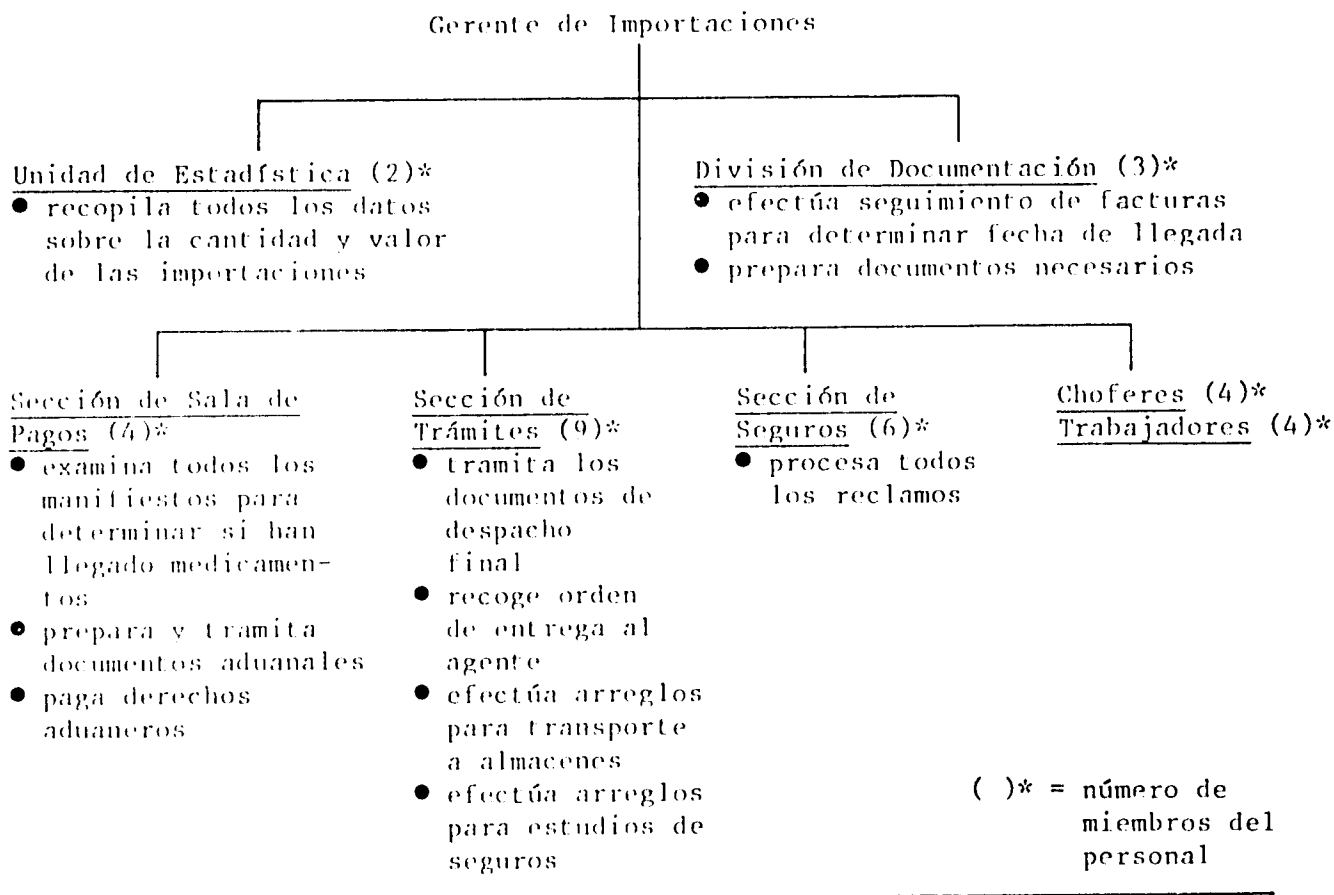 Gerente de Importaciones
Unidad de Estadística (2)*
● recopila todos los datos
sobre la cantidad y valor
de las importaciones
División de Documentación (3)*
● efectúa seguimiento de facturas
para determinar fecha de llegada
● prepara documentos necesarios
Sección de Sala de
Pagos (4)*
● examina todos los
manifiestos para
determinar si han
llegado medicamen-
tos
● prepara y tramita
documentos aduanales
● paga derechos
aduaneros
Sección de
Trámites (9)*
● tramita los
documentos de
despacho
final
● recoge orden
de entrega al
agente
● efectúa arreglos
para transporte
a almacenes
● efectúa arreglos
para estudios de
seguros
Sección de
Seguros (6)*
● procesa todos
los reclamos
Choferes (4)*
Trabajadores (4)*
( )* = número de
miembros del
personal